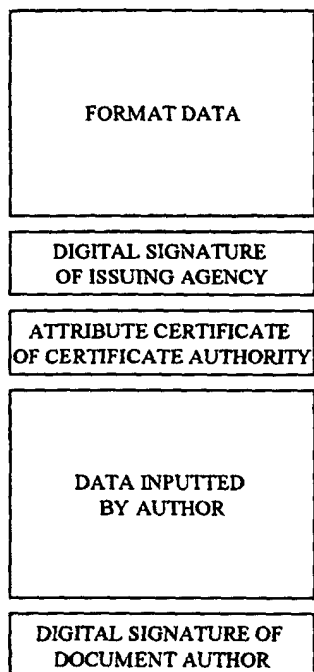 FORMAT DATA
DIGITAL SIGNATURE
OF ISSUING AGENCY
ATTRIBUTE CERTIFICATE
OF CERTIFICATE AUTHORITY
DATA INPUTTED
BY AUTHOR
DIGITAL SIGNATURE OF
DOCUMENT AUTHOR